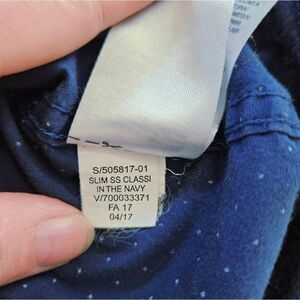 S/505817-01
SLIM SS CLASSI
IN THE NAVY
V/700033371
FA 17
04/17